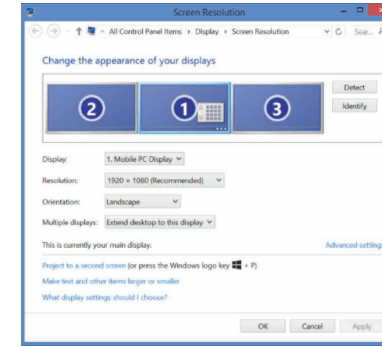 Screen Resolution
All Control Panel Items Display Screen Resolution
Change the appearance of your displays
2 1 3
Detect
Identify
Display: 1. Mobile PC Display
Resolution: 1920 × 1080 (Recommended)
Orientation: Landscape
Multiple displays: Extend desktop to this display
This is currently your main display. Advanced setting
Project to a second screen (or press the Windows logo key + P)
Make text and other items larger or smaller
What display settings should I choose?
OK Cancel Apply